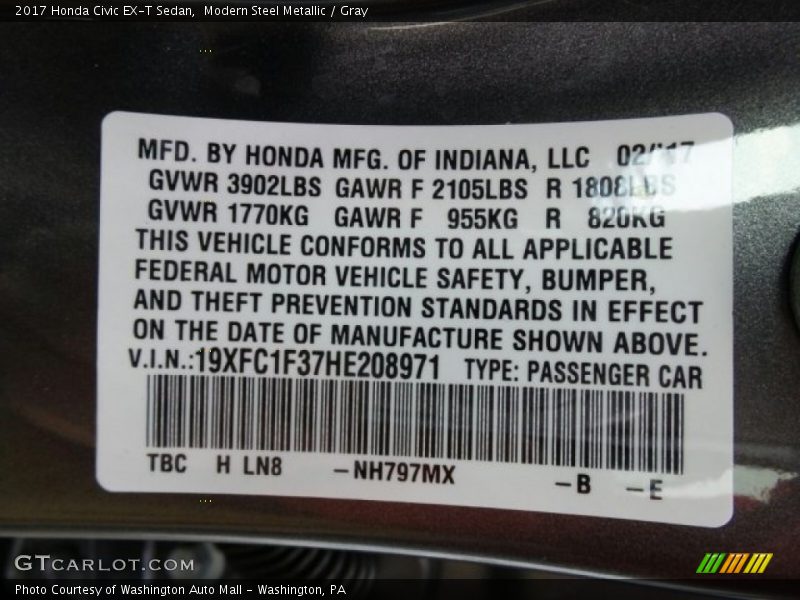 2017 Honda Civic EX-T Sedan,  Modern Steel Metallic / Gray
MFD. BY HONDA MFG. OF INDIANA, LLC 02/'17
GVWR 3902LBS GAWR F 2105LBS R 1808LBS
GVWR 1770KG GAWR F 955KG R 820KG
THIS VEHICLE CONFORMS TO ALL APPLICABLE
FEDERAL MOTOR VEHICLE SAFETY, BUMPER,
AND THEFT PREVENTION STANDARDS IN EFFECT
ON THE DATE OF MANUFACTURE SHOWN ABOVE.
V.I.N.:19XFC1F37HE208971 TYPE: PASSENGER CAR
TBC H LN8 –NH797MX –B –E
GTCARLOT.COM
Photo Courtesy of Washington Auto Mall - Washington, PA